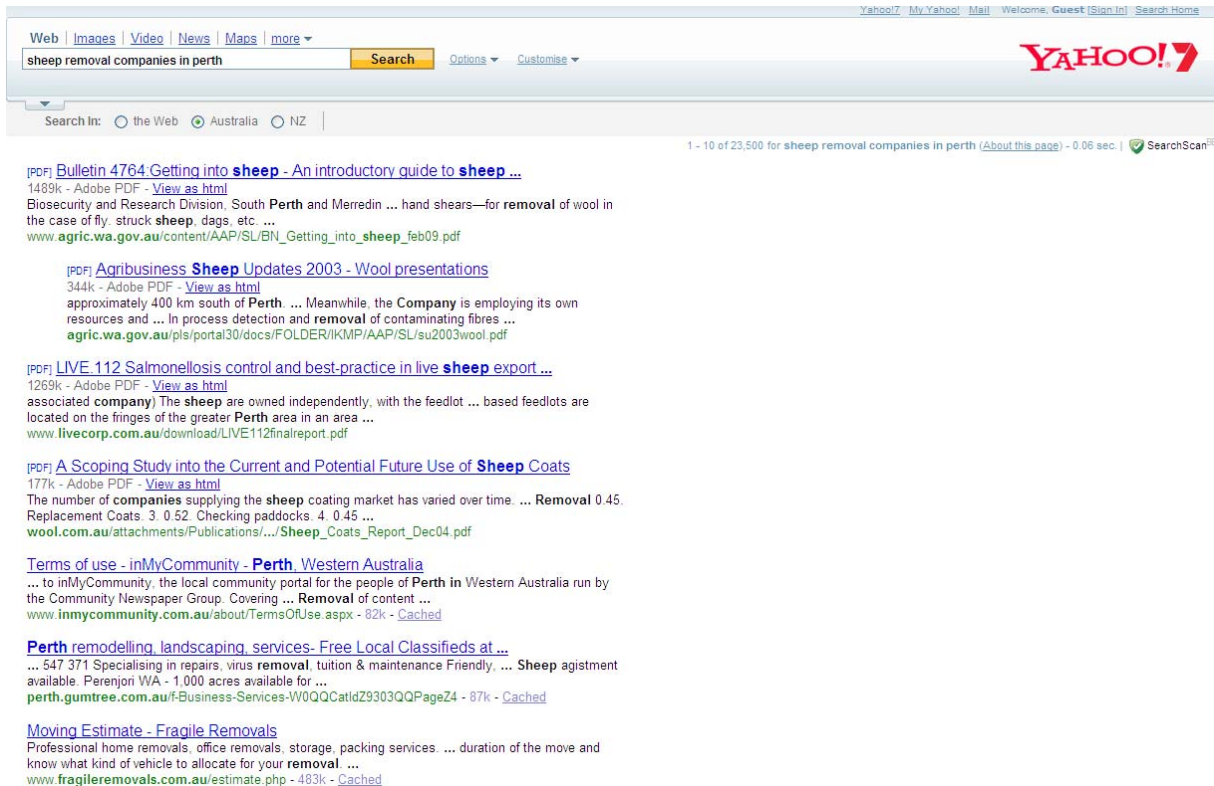 Yahoo!7 My Yahoo! Mail Welcome, Guest [Sign In] Search Home
Web | Images | Video | News | Maps | more
sheep removal companies in perth Search Options Customise
YAHOO!7
Search In: the Web Australia NZ
1 - 10 of 23,500 for sheep removal companies in perth (About this page) - 0.06 sec. | SearchScan
[PDF] Bulletin 4764:Getting into sheep - An introductory guide to sheep ...
1489k - Adobe PDF - View as html
Biosecurity and Research Division, South Perth and Merredin ... hand shears—for removal of wool in
the case of fly. struck sheep, dags, etc. ...
www.agric.wa.gov.au/content/AAP/SL/BN_Getting_into_sheep_feb09.pdf
[PDF] Agribusiness Sheep Updates 2003 - Wool presentations
344k - Adobe PDF - View as html
approximately 400 km south of Perth. ... Meanwhile, the Company is employing its own
resources and ... In process detection and removal of contaminating fibres ...
agric.wa.gov.au/pls/portal30/docs/FOLDER/IKMP/AAP/SL/su2003wool.pdf
[PDF] LIVE.112 Salmonellosis control and best-practice in live sheep export ...
1269k - Adobe PDF - View as html
associated company) The sheep are owned independently, with the feedlot ... based feedlots are
located on the fringes of the greater Perth area in an area ...
www.livecorp.com.au/download/LIVE112finalreport.pdf
[PDF] A Scoping Study into the Current and Potential Future Use of Sheep Coats
177k - Adobe PDF - View as html
The number of companies supplying the sheep coating market has varied over time. ... Removal 0.45.
Replacement Coats. 3. 0.52. Checking paddocks. 4. 0.45 ...
wool.com.au/attachments/Publications/.../Sheep_Coats_Report_Dec04.pdf
Terms of use - inMyCommunity - Perth, Western Australia
... to inMyCommunity, the local community portal for the people of Perth in Western Australia run by
the Community Newspaper Group. Covering ... Removal of content ...
www.inmycommunity.com.au/about/TermsOfUse.aspx - 82k - Cached
Perth remodelling, landscaping, services- Free Local Classifieds at ...
... 547 371 Specialising in repairs, virus removal, tuition & maintenance Friendly, ... Sheep agistment
available. Perenjori WA - 1,000 acres available for ...
perth.gumtree.com.au/f-Business-Services-W0QQCatIdZ9303QQPageZ4 - 87k - Cached
Moving Estimate - Fragile Removals
Professional home removals, office removals, storage, packing services. ... duration of the move and
know what kind of vehicle to allocate for your removal. ...
www.fragileremovals.com.au/estimate.php - 483k - Cached